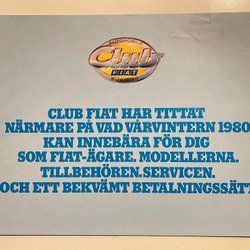 Club
FIAT
CLUB FIAT HAR TITTAT
NÄRMARE PÅ VAD VÅRVINTERN 1980
KAN INNEBÄRA FÖR DIG
SOM FIAT-ÄGARE. MODELLERNA.
TILLBEHÖREN. SERVICEN.
OCH ETT BEKVÄMT BETALNINGSSÄTT